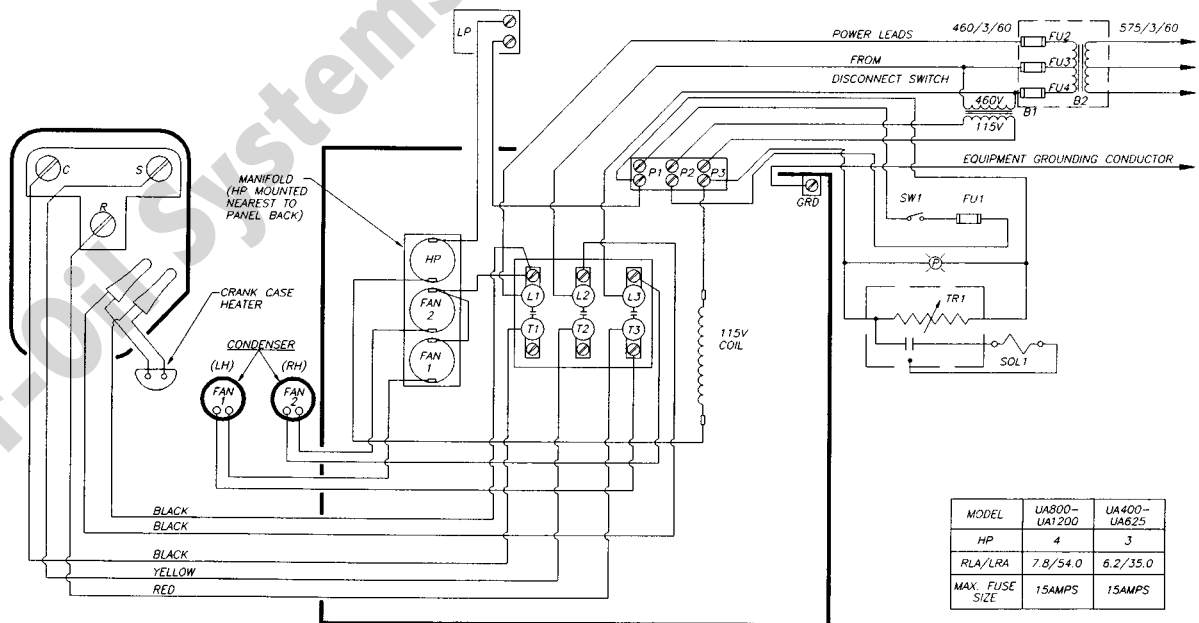 LP
460/3/60
575/3/60
POWER LEADS
FU2
FROM
FU3
DISCONNECT SWITCH
FU4
460V
B1
B2
115V
C
S
R
MANIFOLD
(HP MOUNTED
NEAREST TO
PANEL BACK)
P1
P2
P3
EQUIPMENT GROUNDING CONDUCTOR
GRD
SW1
FU1
HP
P
FAN
2
FAN
1
L1
L2
L3
T1
T2
T3
CRANK CASE
HEATER
115V
COIL
TR1
SOL1
CONDENSER
(LH)
(RH)
FAN
1
FAN
2
BLACK
BLACK
BLACK
YELLOW
RED
MODEL UA800-UA1200 UA400-UA625
HP 4 3
RLA/LRA 7.8/54.0 6.2/35.0
MAX. FUSE SIZE 15AMPS 15AMPS
-Oil Systems